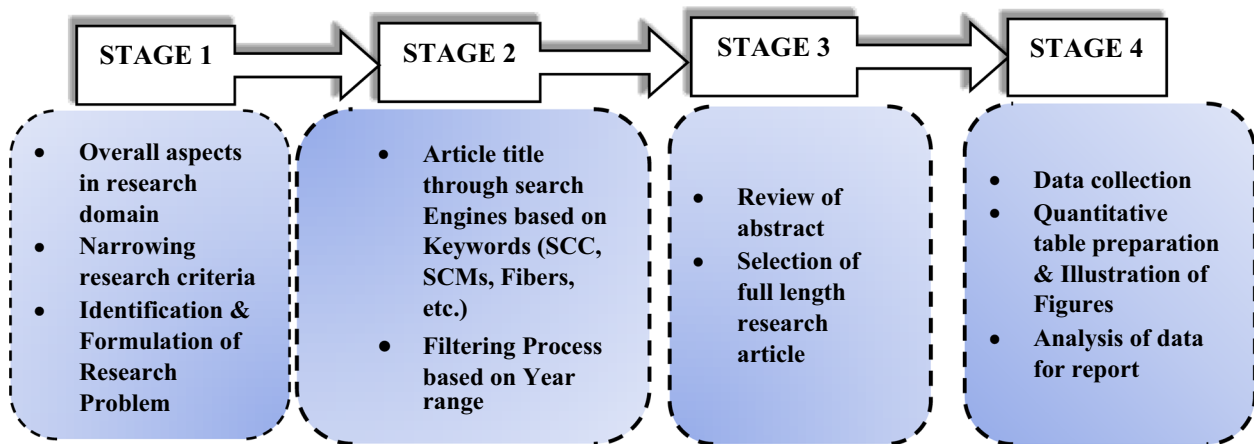 STAGE 1
STAGE 2
STAGE 3
STAGE 4
• Overall aspects
in research
domain
• Narrowing
research criteria
• Identification &
Formulation of
Research
Problem
• Article title
through search
Engines based on
Keywords (SCC,
SCMs, Fibers,
etc.)
• Filtering Process
based on Year
range
• Review of
abstract
• Selection of
full length
research
article
• Data collection
• Quantitative
table preparation
& Illustration of
Figures
• Analysis of data
for report